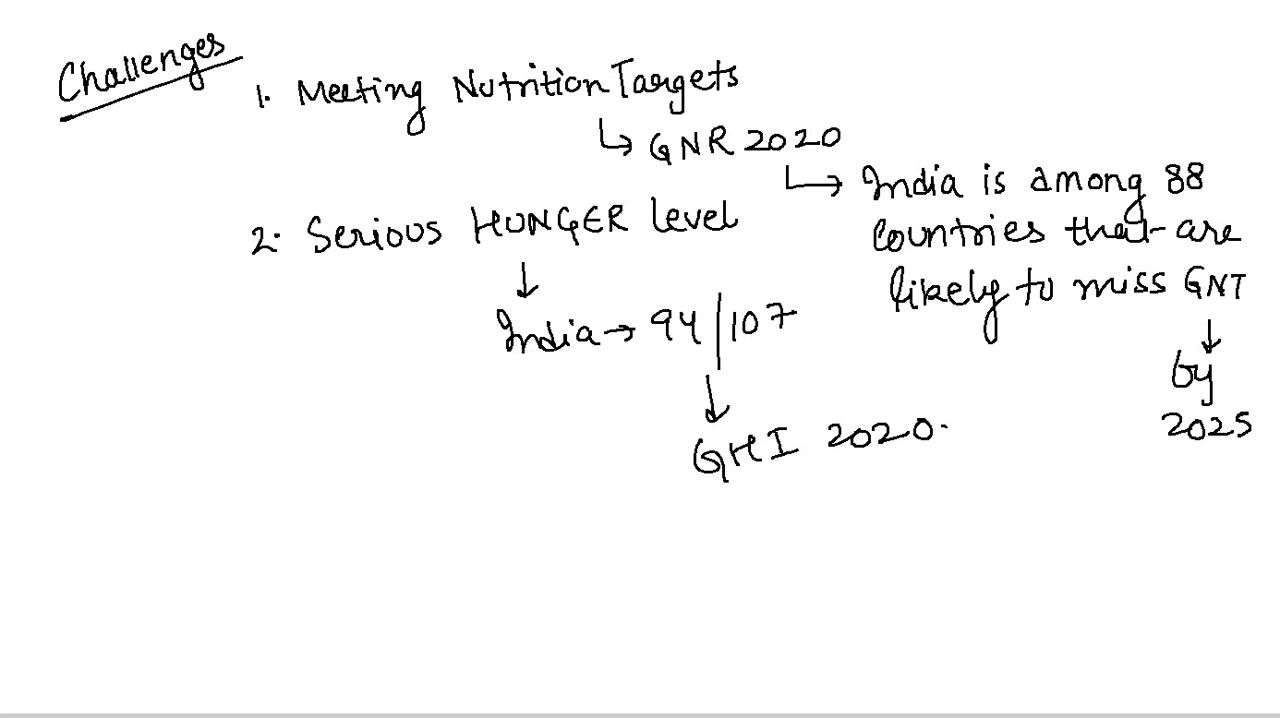 Challenges
1. Meeting Nutrition Targets
↳ GNR 2020
↳ India is among 88
countries that are
likely to miss GNT
↓
by
2025
2. Serious HUNGER level
↓
India → 94/107
↓
GHI 2020.